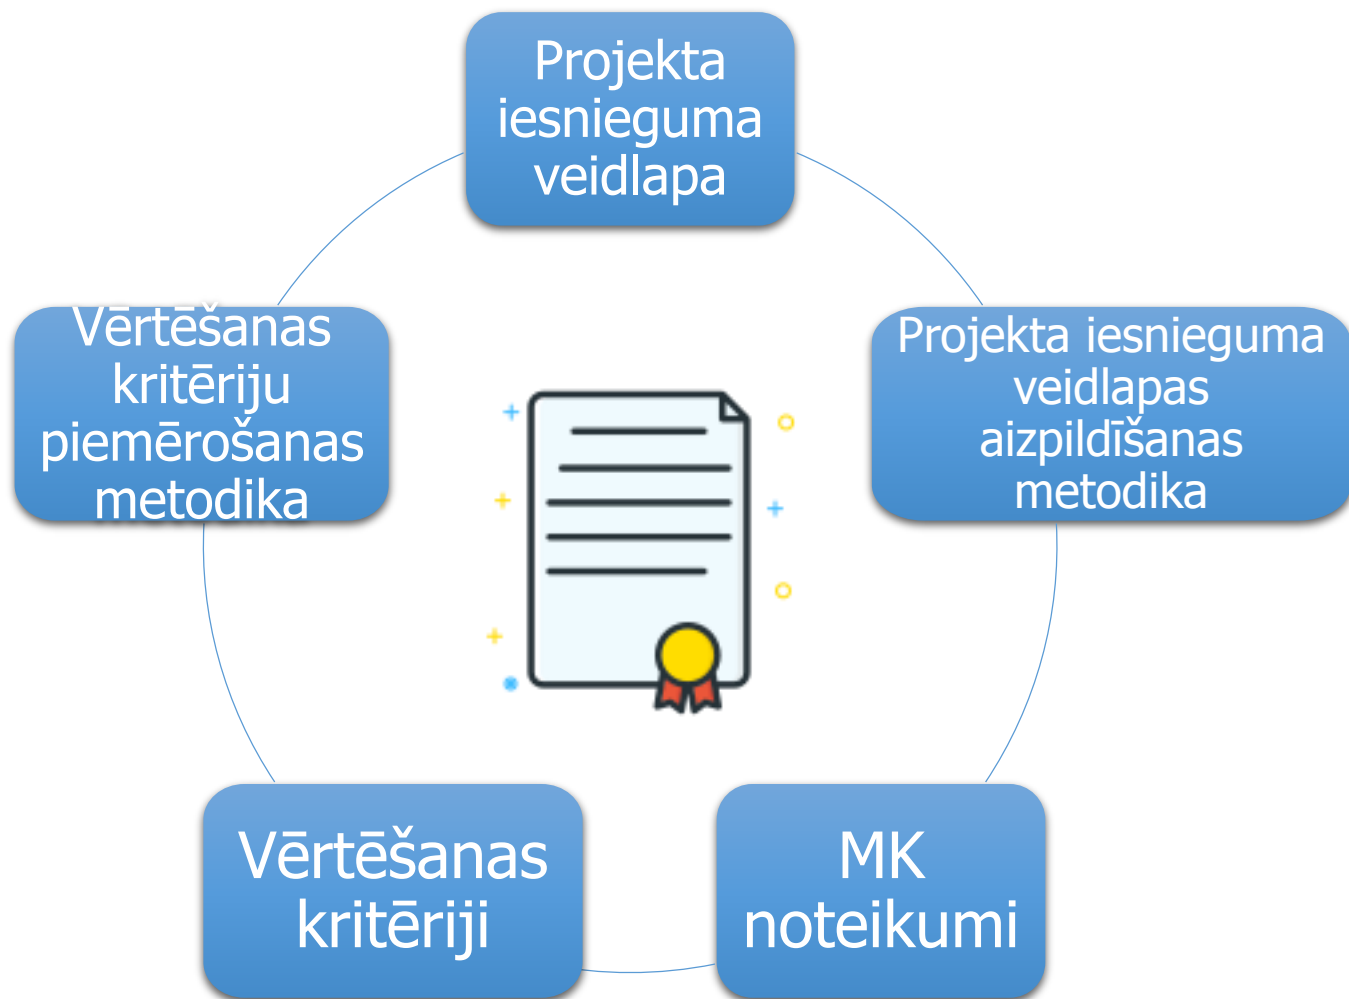 Projekta
iesnieguma
veidlapa
Vērtēšanas
kritēriju
piemērošanas
metodika
Projekta iesnieguma
veidlapas
aizpildīšanas
metodika
Vērtēšanas
kritēriji
MK
noteikumi